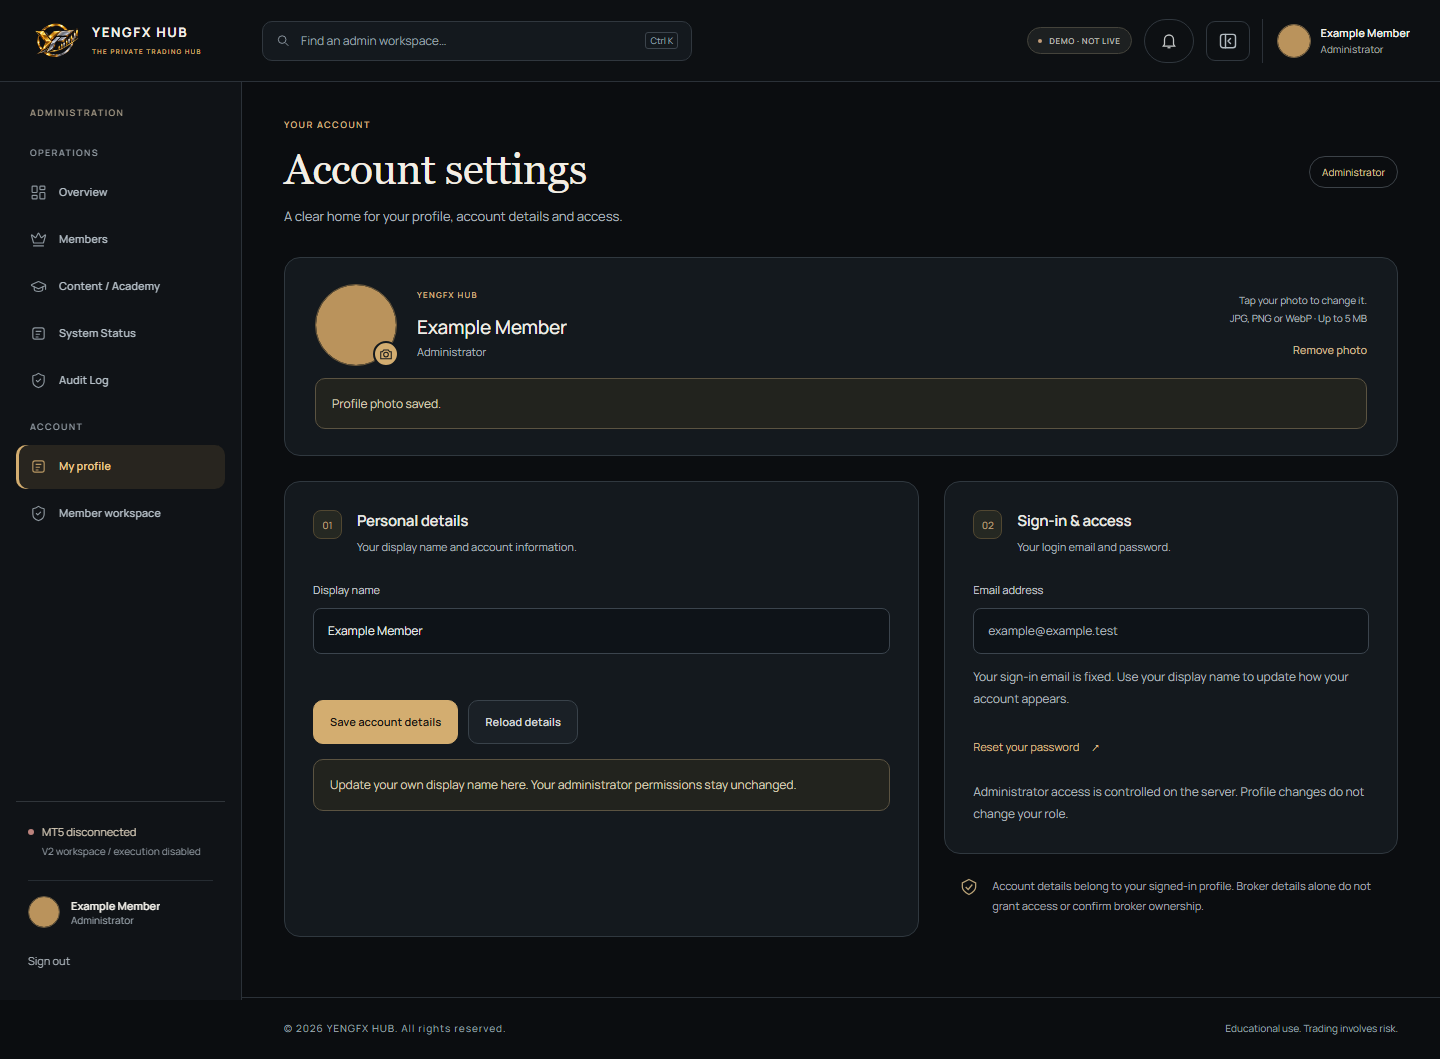 YENGFX HUB
THE PRIVATE TRADING HUB
Find an admin workspace...
Ctrl K
DEMO · NOT LIVE
Example Member
Administrator
ADMINISTRATION
OPERATIONS
Overview
Members
Content / Academy
System Status
Audit Log
ACCOUNT
My profile
Member workspace
MT5 disconnected
V2 workspace / execution disabled
Example Member
Administrator
Sign out
YOUR ACCOUNT
Account settings
Administrator
A clear home for your profile, account details and access.
YENGFX HUB
Example Member
Administrator
Tap your photo to change it.
JPG, PNG or WebP · Up to 5 MB
Remove photo
Profile photo saved.
01
Personal details
Your display name and account information.
Display name
Example Member
Save account details
Reload details
Update your own display name here. Your administrator permissions stay unchanged.
02
Sign-in & access
Your login email and password.
Email address
example@example.test
Your sign-in email is fixed. Use your display name to update how your
account appears.
Reset your password ↗
Administrator access is controlled on the server. Profile changes do not
change your role.
Account details belong to your signed-in profile. Broker details alone do not
grant access or confirm broker ownership.
© 2026 YENGFX HUB. All rights reserved.
Educational use. Trading involves risk.